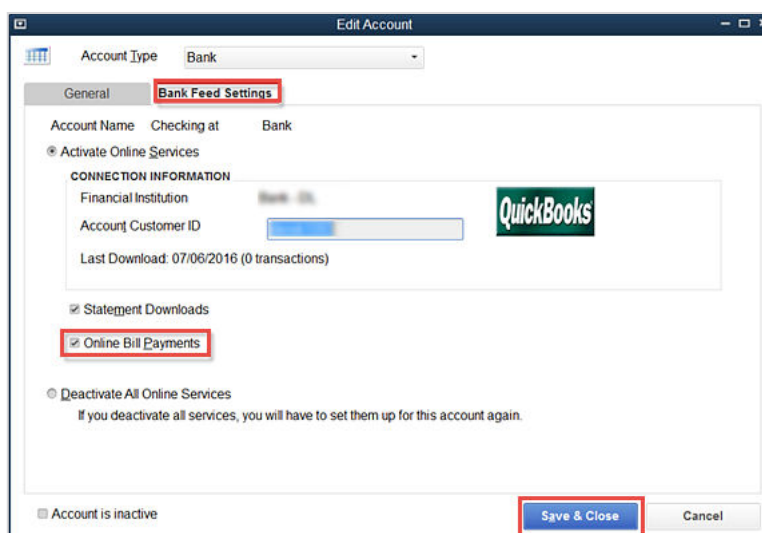 Edit Account
Account Type Bank
General Bank Feed Settings
Account Name Checking at Bank
Activate Online Services
CONNECTION INFORMATION
Financial Institution
Account Customer ID
QuickBooks
Last Download: 07/06/2016 (0 transactions)
Statement Downloads
Online Bill Payments
Deactivate All Online Services
If you deactivate all services, you will have to set them up for this account again.
Account is inactive
Save & Close Cancel